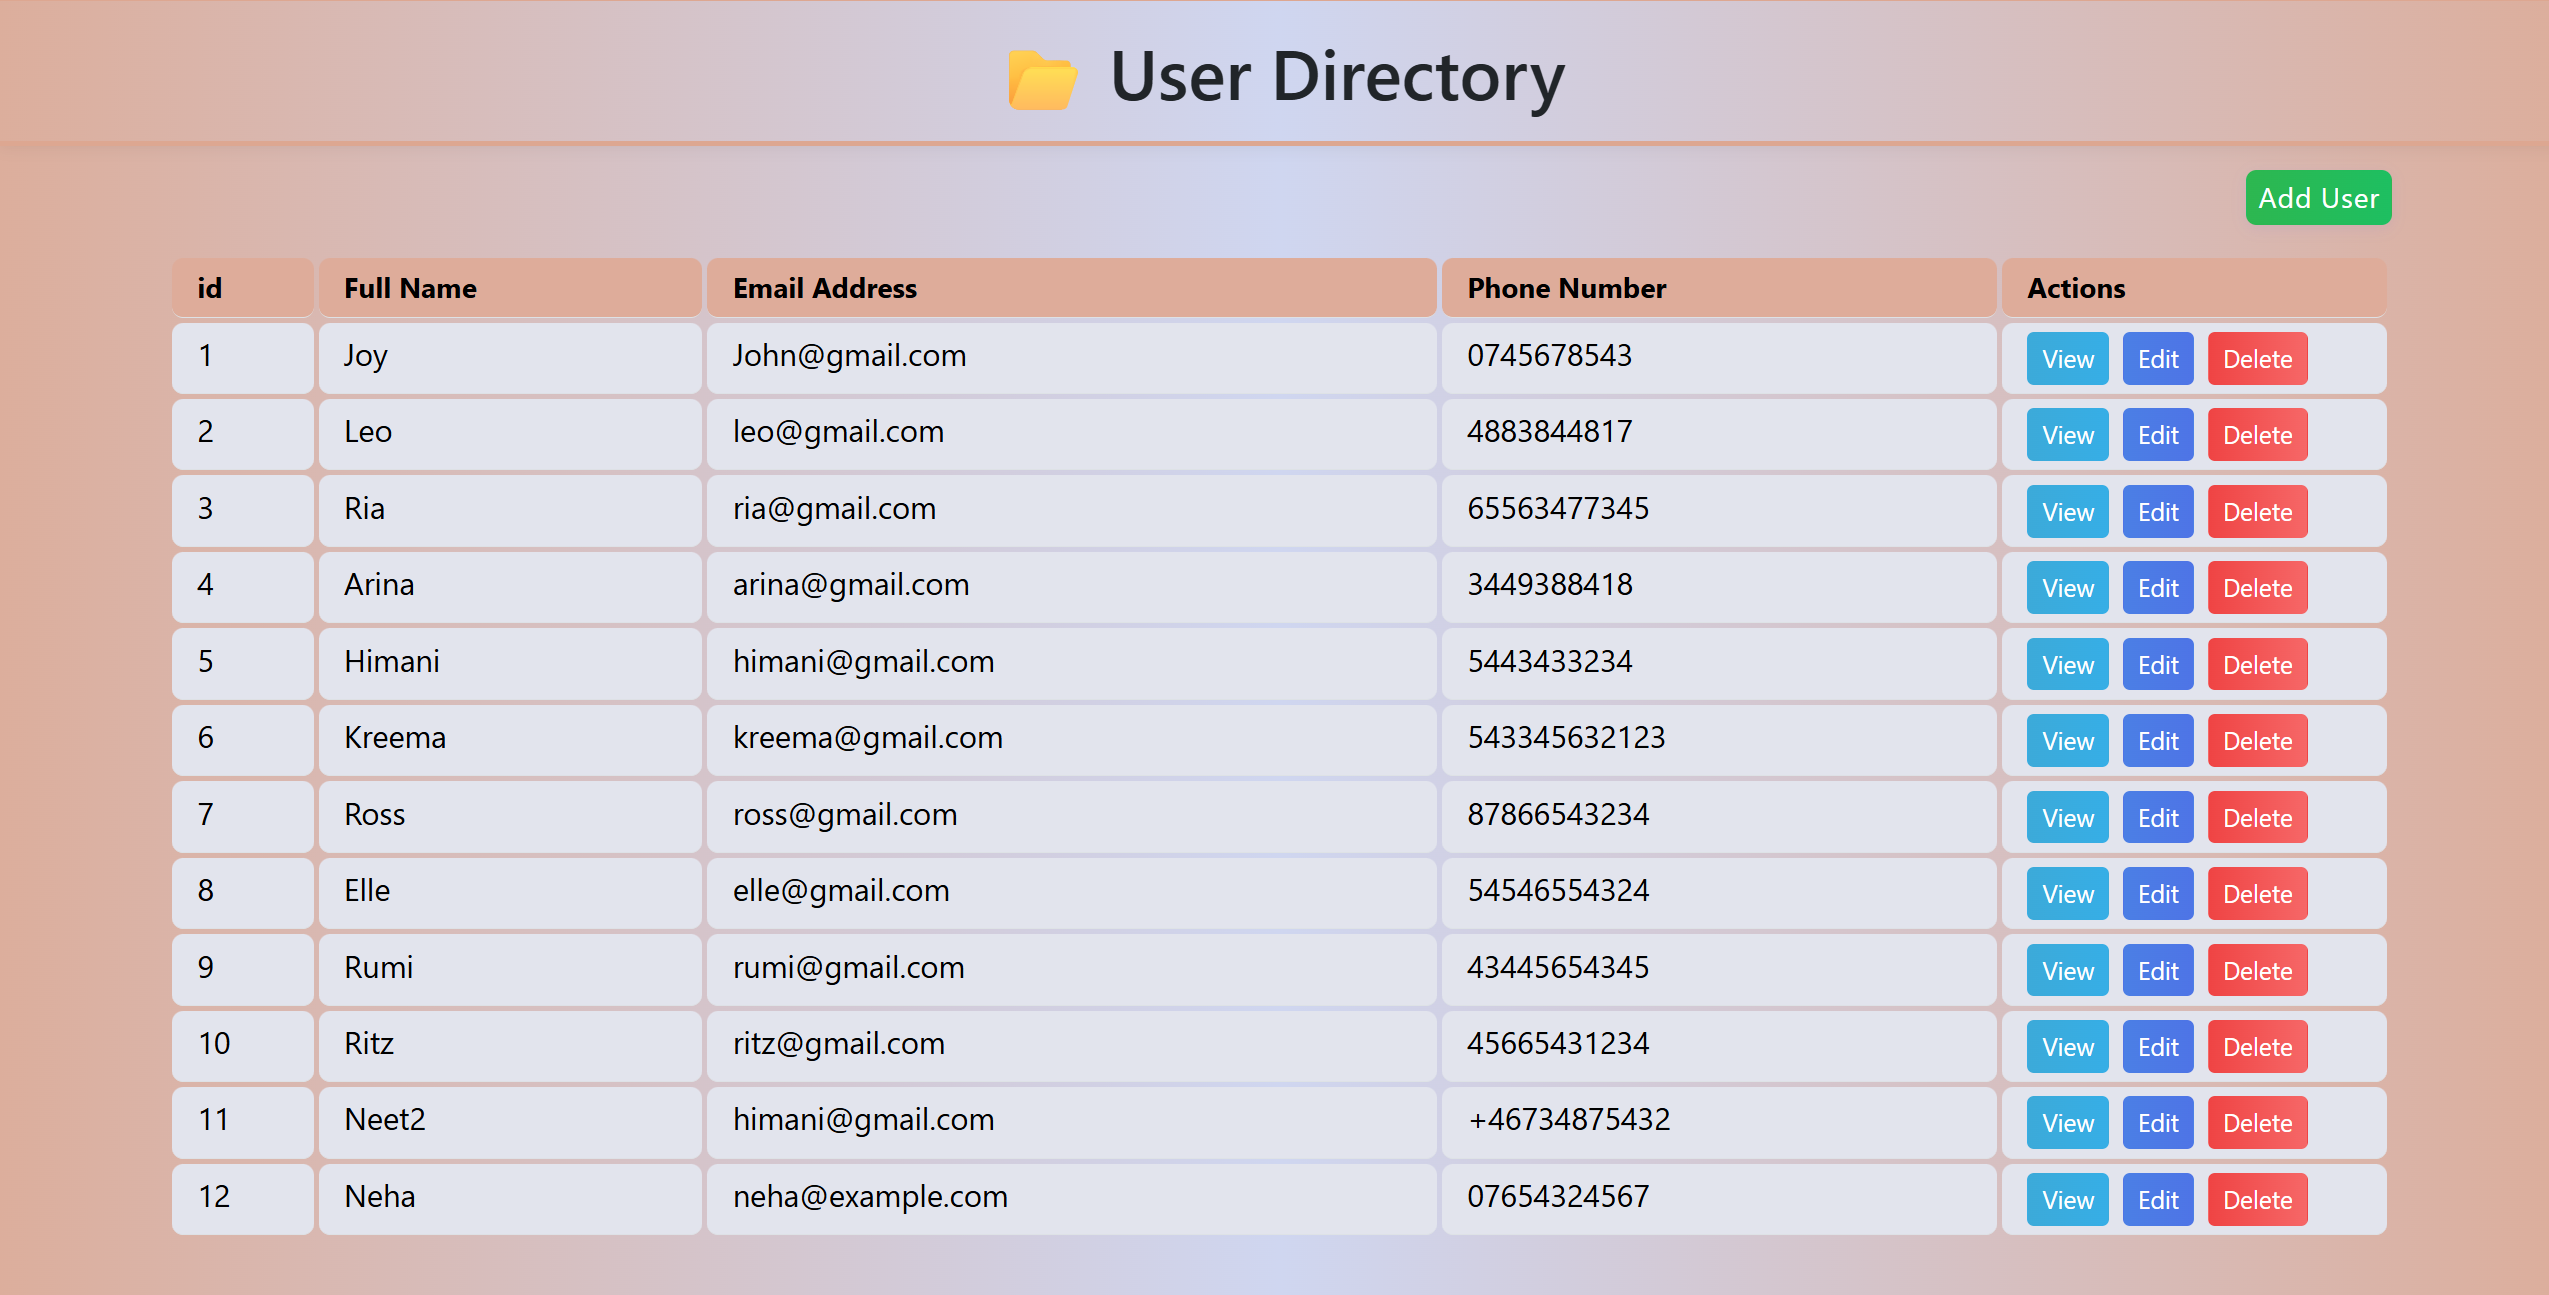 User Directory
Add User
id Full Name Email Address Phone Number Actions
1 Joy John@gmail.com 0745678543 View Edit Delete
2 Leo leo@gmail.com 4883844817 View Edit Delete
3 Ria ria@gmail.com 65563477345 View Edit Delete
4 Arina arina@gmail.com 3449388418 View Edit Delete
5 Himani himani@gmail.com 5443433234 View Edit Delete
6 Kreema kreema@gmail.com 543345632123 View Edit Delete
7 Ross ross@gmail.com 87866543234 View Edit Delete
8 Elle elle@gmail.com 54546554324 View Edit Delete
9 Rumi rumi@gmail.com 43445654345 View Edit Delete
10 Ritz ritz@gmail.com 45665431234 View Edit Delete
11 Neet2 himani@gmail.com +46734875432 View Edit Delete
12 Neha neha@example.com 07654324567 View Edit Delete